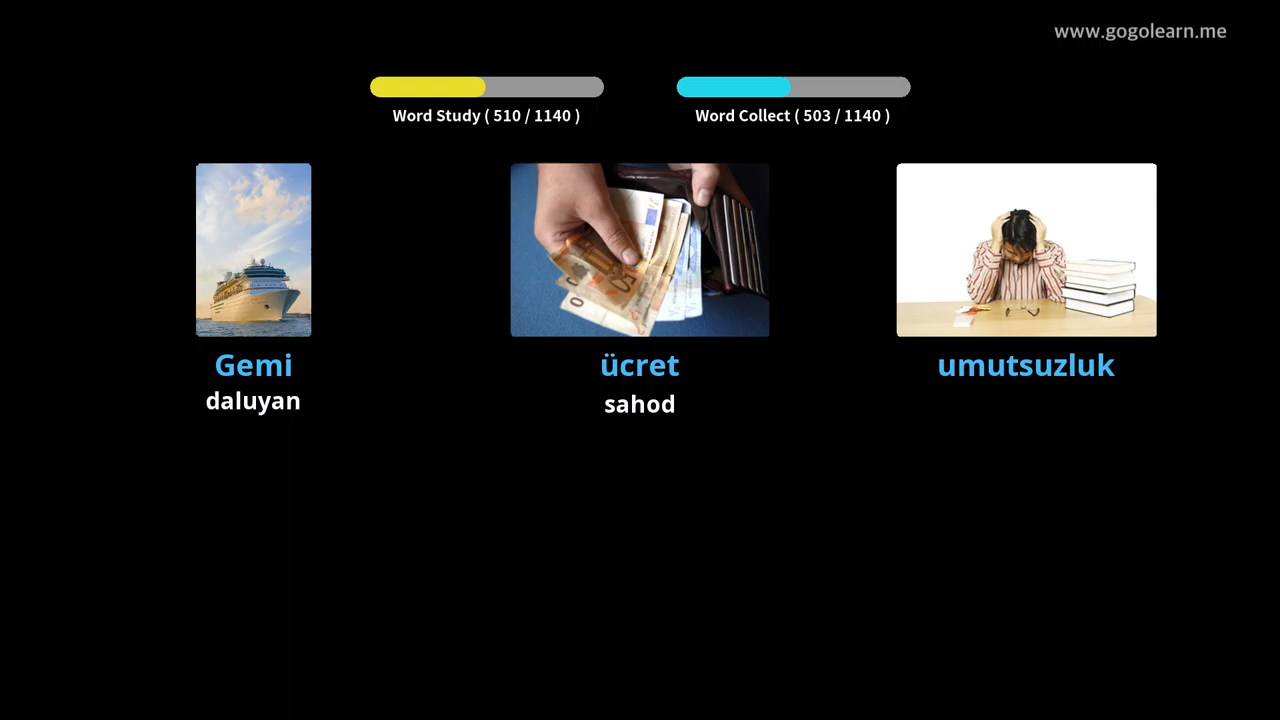 www.gogolearn.me
Word Study ( 510 / 1140 )
Word Collect ( 503 / 1140 )
Gemi
daluyan
ücret
sahod
umutsuzluk